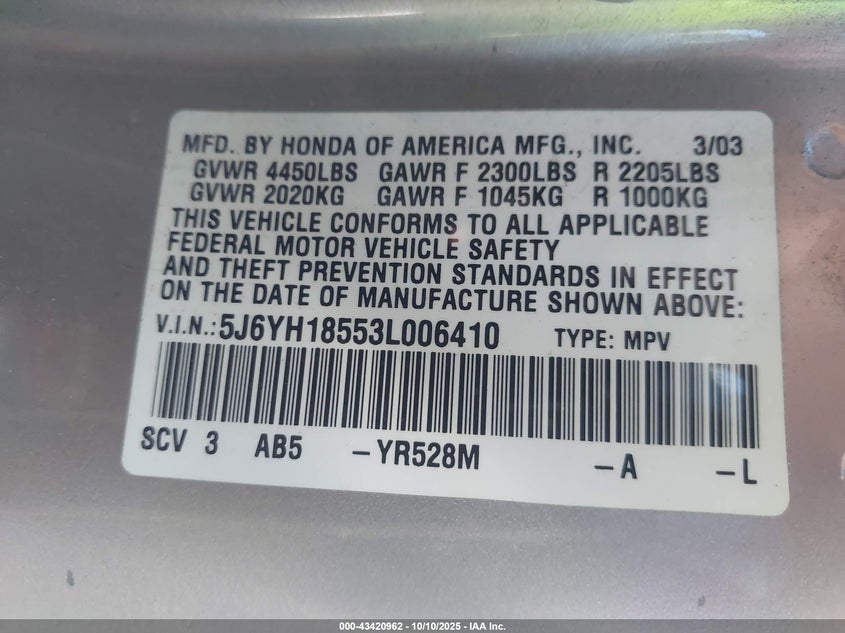 MFD. BY HONDA OF AMERICA MFG., INC. 3/03
GVWR 4450LBS GAWR F 2300LBS R 2205LBS
GVWR 2020KG GAWR F 1045KG R 1000KG
THIS VEHICLE CONFORMS TO ALL APPLICABLE
FEDERAL MOTOR VEHICLE SAFETY
AND THEFT PREVENTION STANDARDS IN EFFECT
ON THE DATE OF MANUFACTURE SHOWN ABOVE:
V.I.N.:5J6YH18553L006410 TYPE: MPV
SCV 3 AB5 -YR528M -A -L
000-43420962 - 10/10/2025 - IAA Inc.